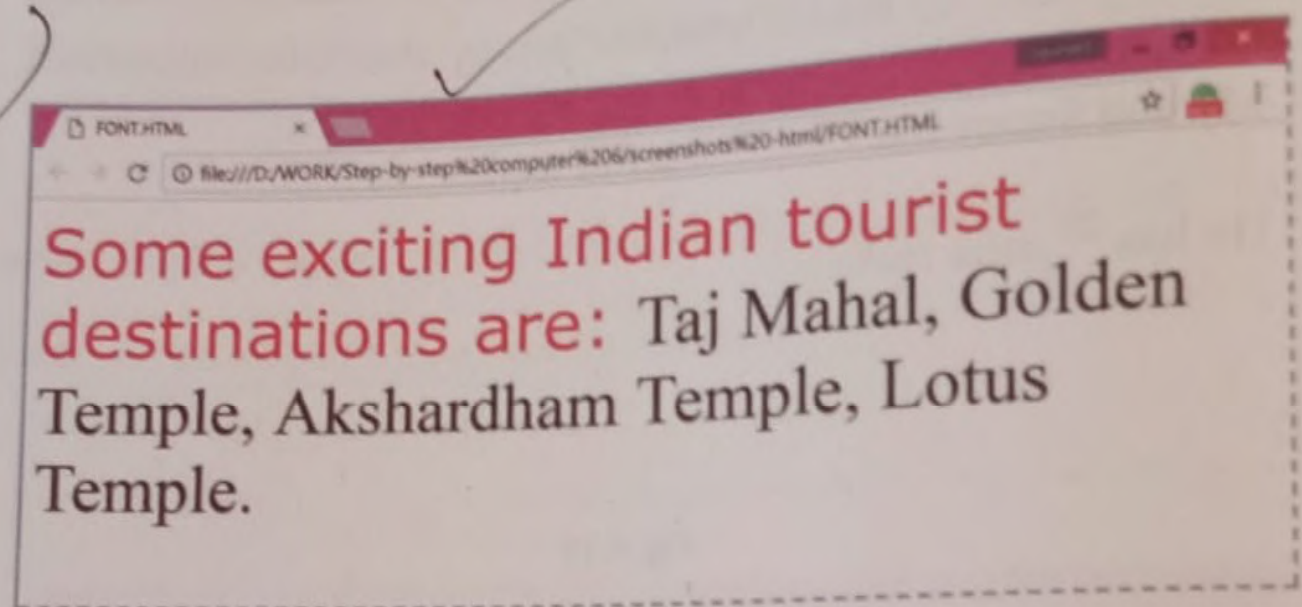 FONT.HTML
file:///D:/WORK/Step-by-step%20computer%206/screenshots%20-html/FONT.HTML
Some exciting Indian tourist
destinations are: Taj Mahal, Golden
Temple, Akshardham Temple, Lotus
Temple.